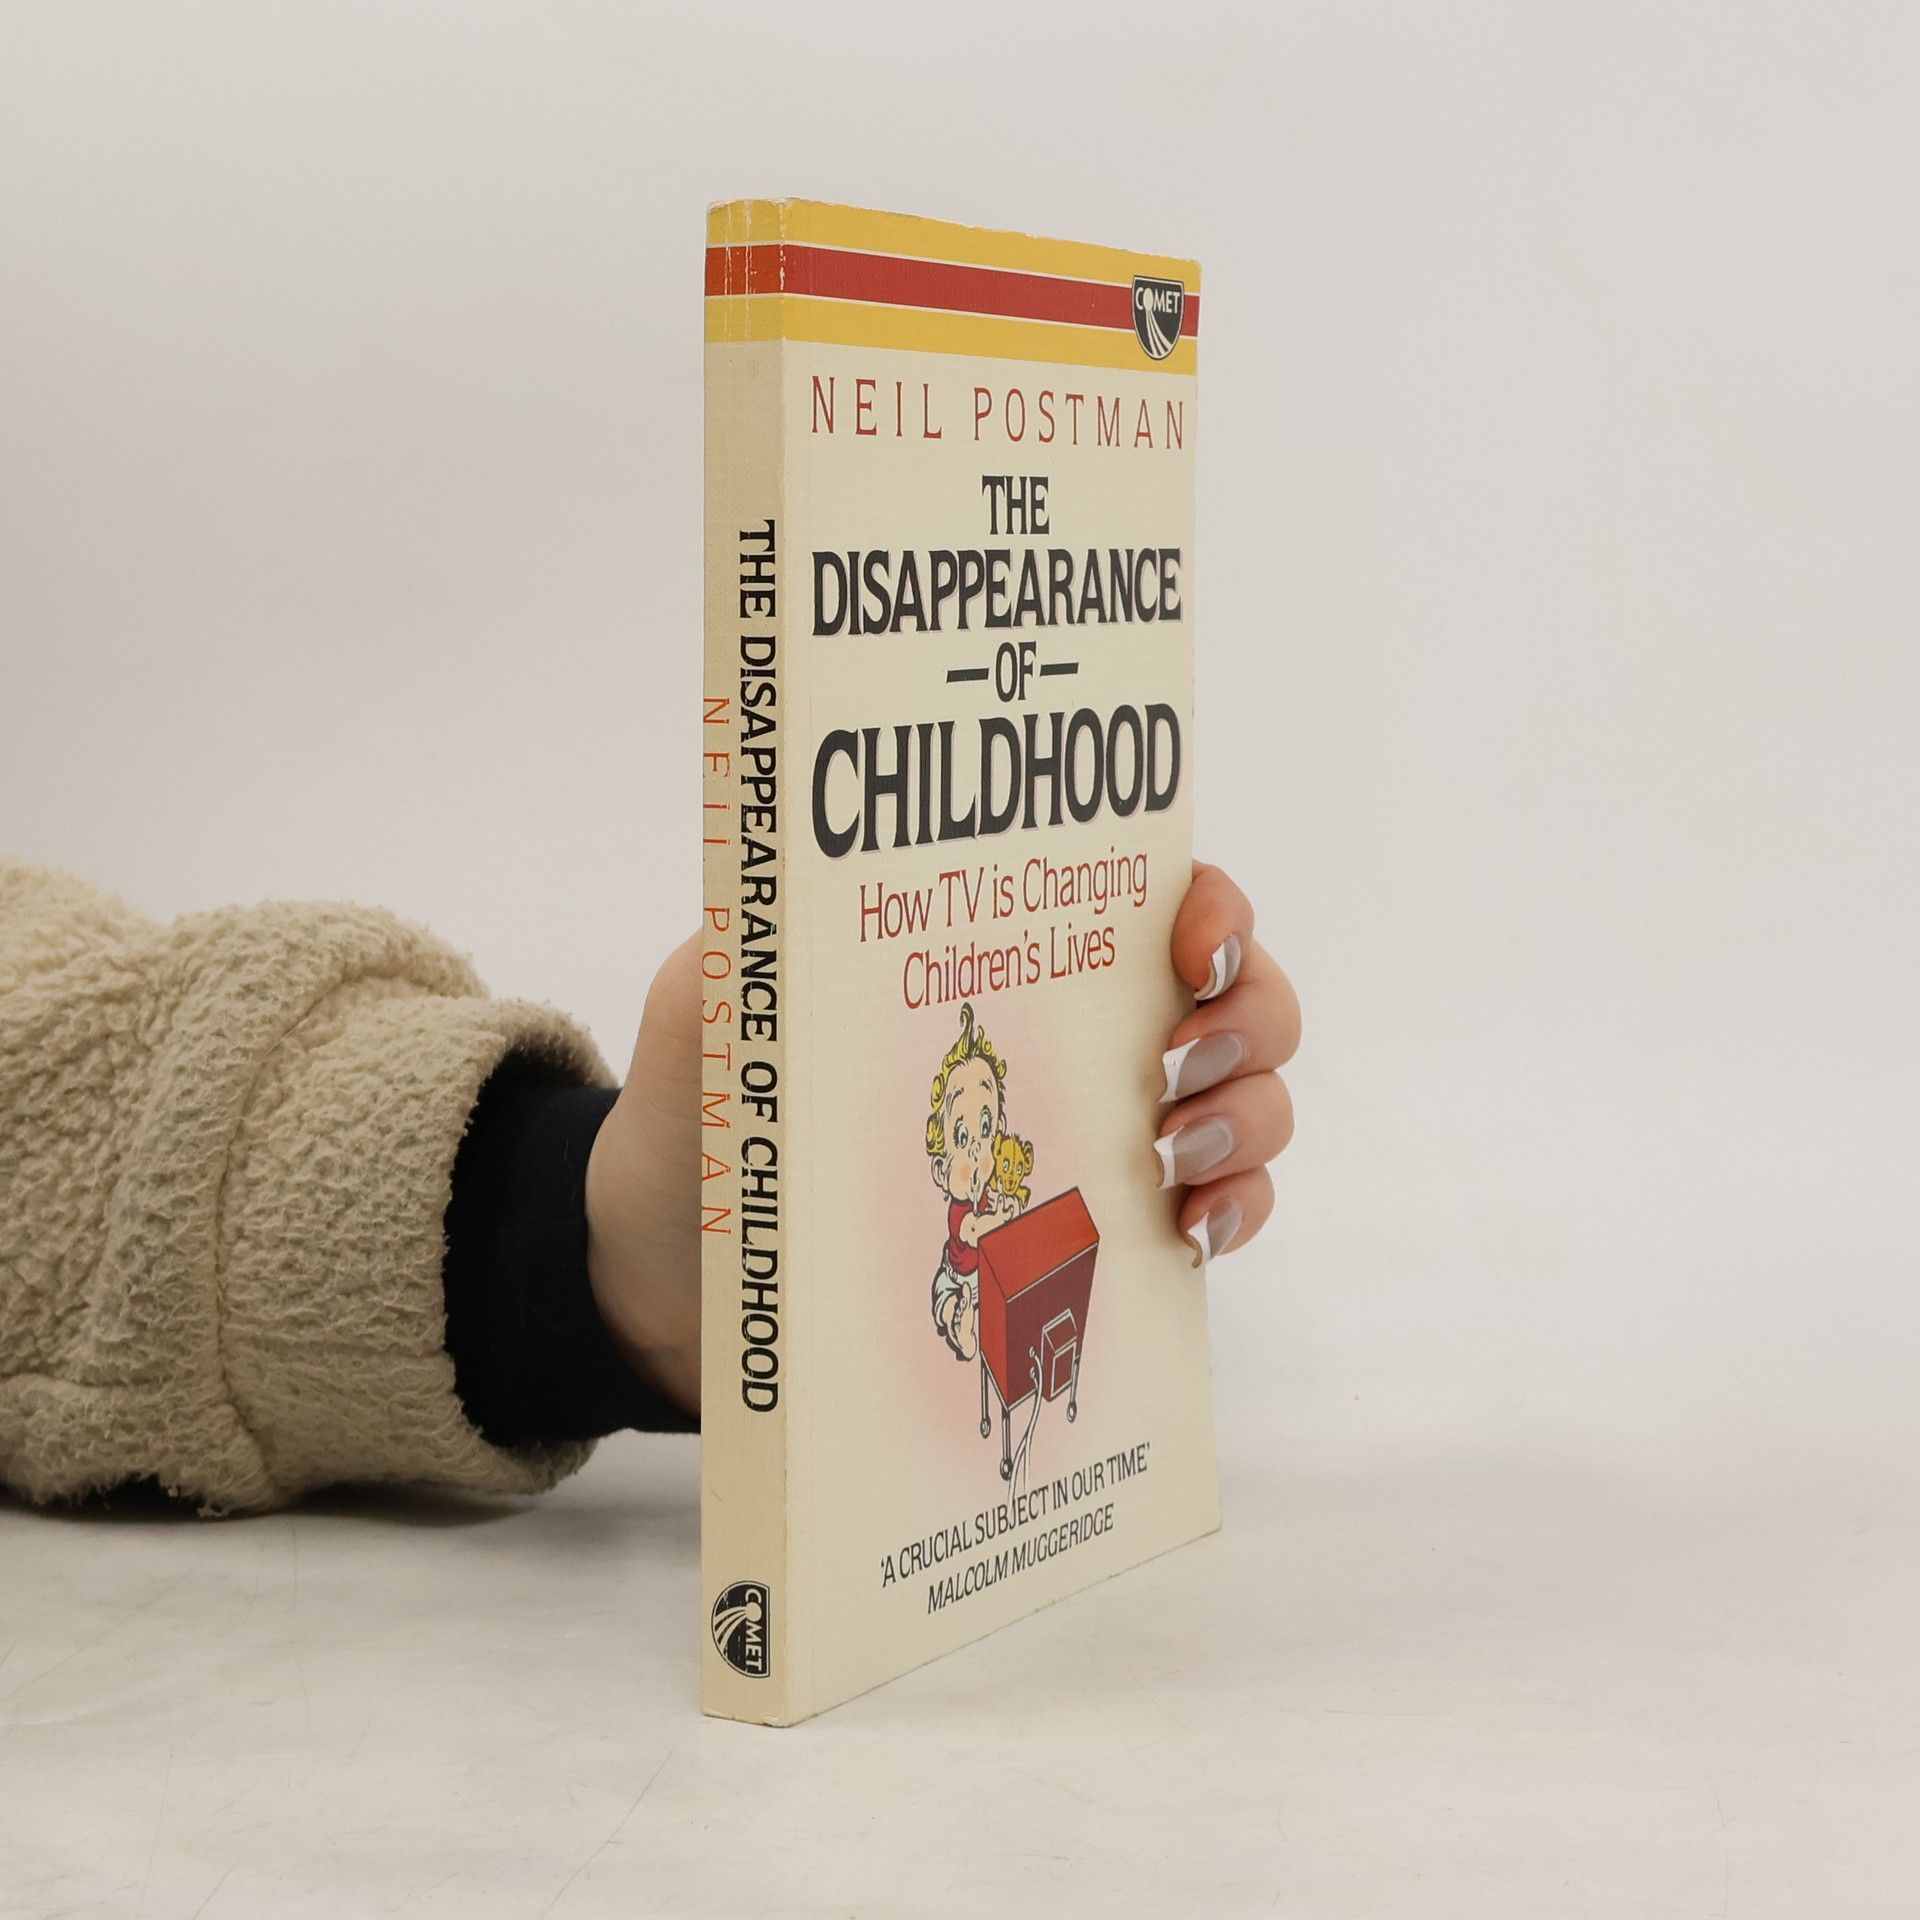 COMET
NEIL POSTMAN
THE
DISAPPEARANCE
—OF—
CHILDHOOD
How TV is Changing
Children's Lives
'A CRUCIAL SUBJECT IN OUR TIME'
MALCOLM MUGGERIDGE
THE DISAPPEARANCE OF CHILDHOOD
NEIL POSTMAN
COMET